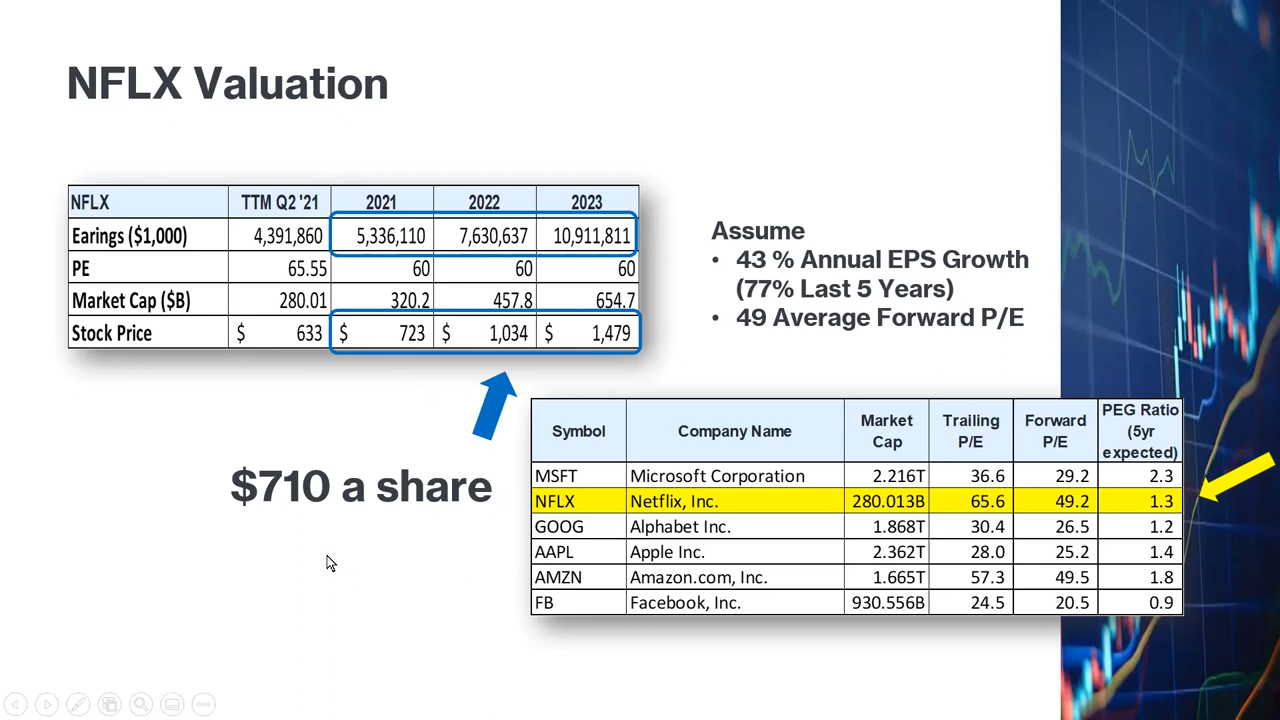 NFLX Valuation
NFLX TTM Q2 '21 2021 2022 2023
Earings ($1,000) 4,391,860 5,336,110 7,630,637 10,911,811
PE 65.55 60 60 60
Market Cap ($B) 280.01 320.2 457.8 654.7
Stock Price $ 633 $ 723 $ 1,034 $ 1,479
Assume
• 43 % Annual EPS Growth
(77% Last 5 Years)
• 49 Average Forward P/E
$710 a share
Symbol Company Name Market Cap Trailing P/E Forward P/E PEG Ratio (5yr expected)
MSFT Microsoft Corporation 2.216T 36.6 29.2 2.3
NFLX Netflix, Inc. 280.013B 65.6 49.2 1.3
GOOG Alphabet Inc. 1.868T 30.4 26.5 1.2
AAPL Apple Inc. 2.362T 28.0 25.2 1.4
AMZN Amazon.com, Inc. 1.665T 57.3 49.5 1.8
FB Facebook, Inc. 930.556B 24.5 20.5 0.9